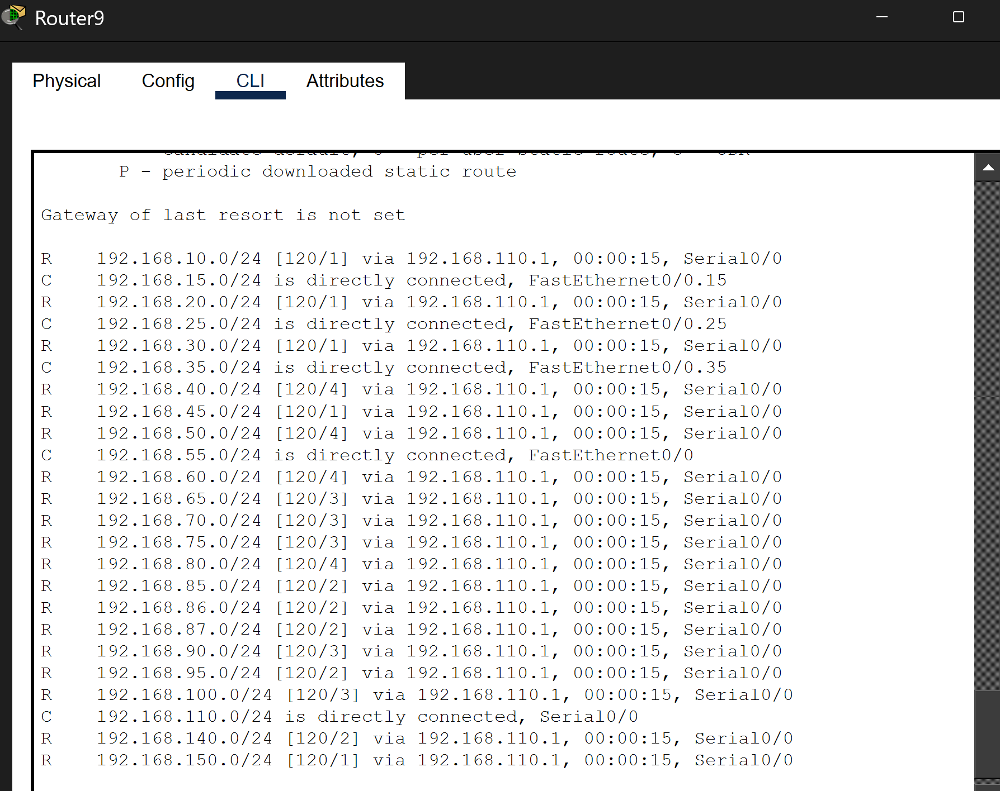 Router9
Physical Config CLI Attributes
candidate default, U - per-user static route, o - ODR
P - periodic downloaded static route
Gateway of last resort is not set
R 192.168.10.0/24 [120/1] via 192.168.110.1, 00:00:15, Serial0/0
C 192.168.15.0/24 is directly connected, FastEthernet0/0.15
R 192.168.20.0/24 [120/1] via 192.168.110.1, 00:00:15, Serial0/0
C 192.168.25.0/24 is directly connected, FastEthernet0/0.25
R 192.168.30.0/24 [120/1] via 192.168.110.1, 00:00:15, Serial0/0
C 192.168.35.0/24 is directly connected, FastEthernet0/0.35
R 192.168.40.0/24 [120/4] via 192.168.110.1, 00:00:15, Serial0/0
R 192.168.45.0/24 [120/1] via 192.168.110.1, 00:00:15, Serial0/0
R 192.168.50.0/24 [120/4] via 192.168.110.1, 00:00:15, Serial0/0
C 192.168.55.0/24 is directly connected, FastEthernet0/0
R 192.168.60.0/24 [120/4] via 192.168.110.1, 00:00:15, Serial0/0
R 192.168.65.0/24 [120/3] via 192.168.110.1, 00:00:15, Serial0/0
R 192.168.70.0/24 [120/3] via 192.168.110.1, 00:00:15, Serial0/0
R 192.168.75.0/24 [120/3] via 192.168.110.1, 00:00:15, Serial0/0
R 192.168.80.0/24 [120/4] via 192.168.110.1, 00:00:15, Serial0/0
R 192.168.85.0/24 [120/2] via 192.168.110.1, 00:00:15, Serial0/0
R 192.168.86.0/24 [120/2] via 192.168.110.1, 00:00:15, Serial0/0
R 192.168.87.0/24 [120/2] via 192.168.110.1, 00:00:15, Serial0/0
R 192.168.90.0/24 [120/3] via 192.168.110.1, 00:00:15, Serial0/0
R 192.168.95.0/24 [120/2] via 192.168.110.1, 00:00:15, Serial0/0
R 192.168.100.0/24 [120/3] via 192.168.110.1, 00:00:15, Serial0/0
C 192.168.110.0/24 is directly connected, Serial0/0
R 192.168.140.0/24 [120/2] via 192.168.110.1, 00:00:15, Serial0/0
R 192.168.150.0/24 [120/1] via 192.168.110.1, 00:00:15, Serial0/0